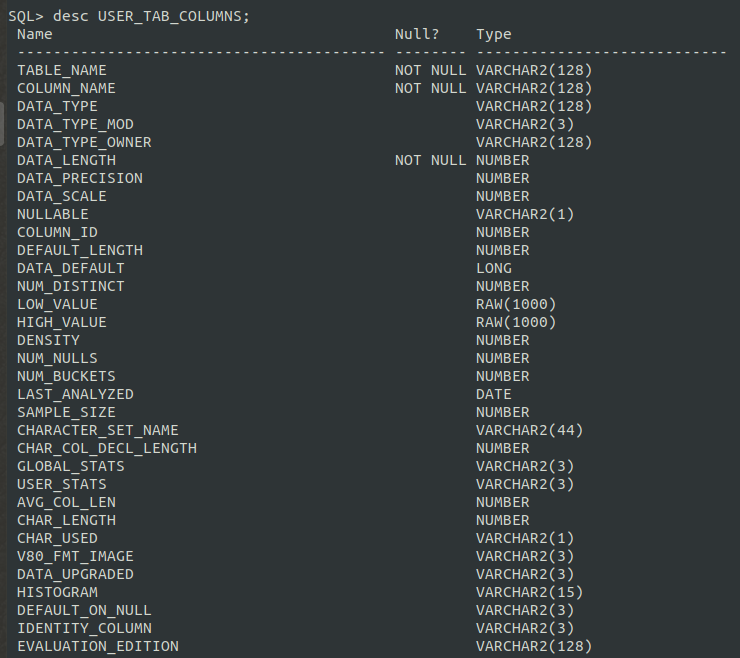 SQL> desc USER_TAB_COLUMNS;
Name Null? Type
----------------------------------------- -------- ----------------------------
TABLE_NAME NOT NULL VARCHAR2(128)
COLUMN_NAME NOT NULL VARCHAR2(128)
DATA_TYPE VARCHAR2(128)
DATA_TYPE_MOD VARCHAR2(3)
DATA_TYPE_OWNER VARCHAR2(128)
DATA_LENGTH NOT NULL NUMBER
DATA_PRECISION NUMBER
DATA_SCALE NUMBER
NULLABLE VARCHAR2(1)
COLUMN_ID NUMBER
DEFAULT_LENGTH NUMBER
DATA_DEFAULT LONG
NUM_DISTINCT NUMBER
LOW_VALUE RAW(1000)
HIGH_VALUE RAW(1000)
DENSITY NUMBER
NUM_NULLS NUMBER
NUM_BUCKETS NUMBER
LAST_ANALYZED DATE
SAMPLE_SIZE NUMBER
CHARACTER_SET_NAME VARCHAR2(44)
CHAR_COL_DECL_LENGTH NUMBER
GLOBAL_STATS VARCHAR2(3)
USER_STATS VARCHAR2(3)
AVG_COL_LEN NUMBER
CHAR_LENGTH NUMBER
CHAR_USED VARCHAR2(1)
V80_FMT_IMAGE VARCHAR2(3)
DATA_UPGRADED VARCHAR2(3)
HISTOGRAM VARCHAR2(15)
DEFAULT_ON_NULL VARCHAR2(3)
IDENTITY_COLUMN VARCHAR2(3)
EVALUATION_EDITION VARCHAR2(128)